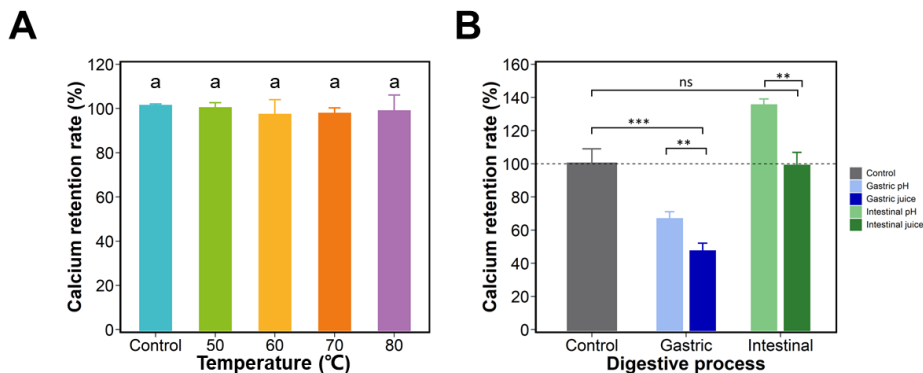 A
Calcium retention rate (%)
120
100
80
60
40
20
0
a a a a a
Control 50 60 70 80
Temperature (℃)
B
Calcium retention rate (%)
160
140
120
100
80
60
40
20
0
ns
**
***
**
Control Gastric Intestinal
Digestive process
Control
Gastric pH
Gastric juice
Intestinal pH
Intestinal juice